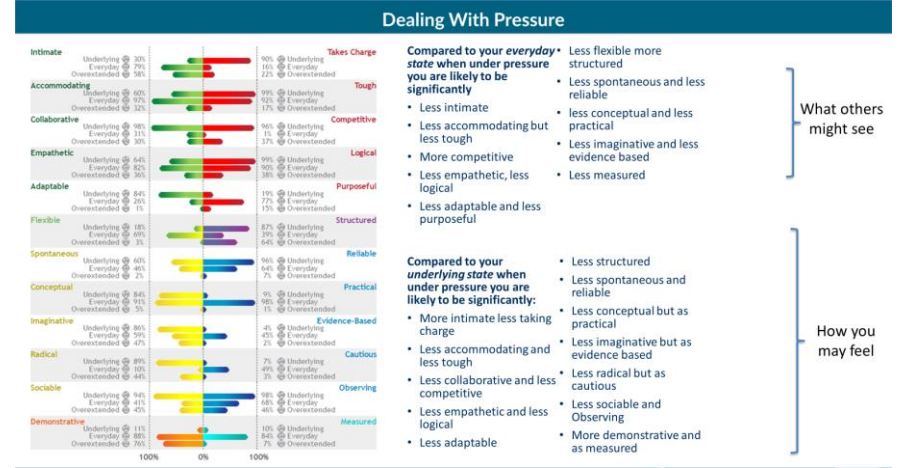 Dealing With Pressure
Intimate Takes Charge
Underlying 30% 90% Underlying
Everyday 79% 16% Everyday
Overextended 58% 22% Overextended
Accommodating Tough
Underlying 60% 99% Underlying
Everyday 97% 92% Everyday
Overextended 32% 17% Overextended
Collaborative Competitive
Underlying 98% 96% Underlying
Everyday 31% 1% Everyday
Overextended 30% 37% Overextended
Empathetic Logical
Underlying 64% 99% Underlying
Everyday 82% 90% Everyday
Overextended 36% 38% Overextended
Adaptable Purposeful
Underlying 84% 19% Underlying
Everyday 26% 77% Everyday
Overextended 1% 15% Overextended
Flexible Structured
Underlying 18% 87% Underlying
Everyday 69% 39% Everyday
Overextended 3% 64% Overextended
Spontaneous Reliable
Underlying 60% 96% Underlying
Everyday 46% 64% Everyday
Overextended 2% 7% Overextended
Conceptual Practical
Underlying 84% 9% Underlying
Everyday 91% 98% Everyday
Overextended 5% 1% Overextended
Imaginative Evidence-Based
Underlying 86% 4% Underlying
Everyday 59% 45% Everyday
Overextended 47% 2% Overextended
Radical Cautious
Underlying 89% 7% Underlying
Everyday 10% 49% Everyday
Overextended 44% 3% Overextended
Sociable Observing
Underlying 94% 98% Underlying
Everyday 41% 68% Everyday
Overextended 45% 46% Overextended
Demonstrative Measured
Underlying 11% 10% Underlying
Everyday 88% 84% Everyday
Overextended 76% 7% Overextended
100% 0% 100%
Compared to your everyday
state when under pressure
you are likely to be
significantly
• Less intimate
• Less accommodating but
less tough
• More competitive
• Less empathetic, less
logical
• Less adaptable and less
purposeful
• Less flexible more
structured
• Less spontaneous and less
reliable
• less conceptual and less
practical
• Less imaginative and less
evidence based
• Less measured
What others
might see
Compared to your
underlying state when
under pressure you are
likely to be significantly:
• More intimate less taking
charge
• Less accommodating and
less tough
• Less collaborative and less
competitive
• Less empathetic and less
logical
• Less adaptable
• Less structured
• Less spontaneous and
reliable
• Less conceptual but as
practical
• Less imaginative but as
evidence based
• Less radical but as
cautious
• Less sociable and
Observing
• More demonstrative and
as measured
How you
may feel